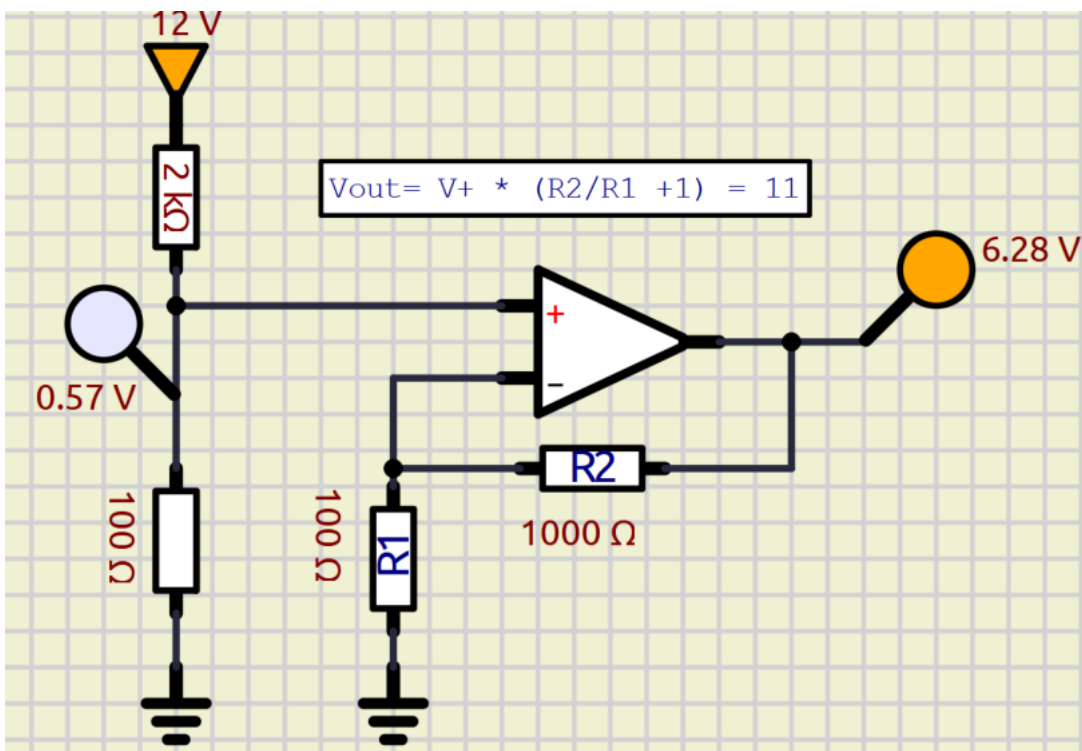 12 V
2 kΩ
Vout= V+ * (R2/R1 +1) = 11
6.28 V
+
0.57 V
−
R2
100 Ω
100 Ω
R1
1000 Ω